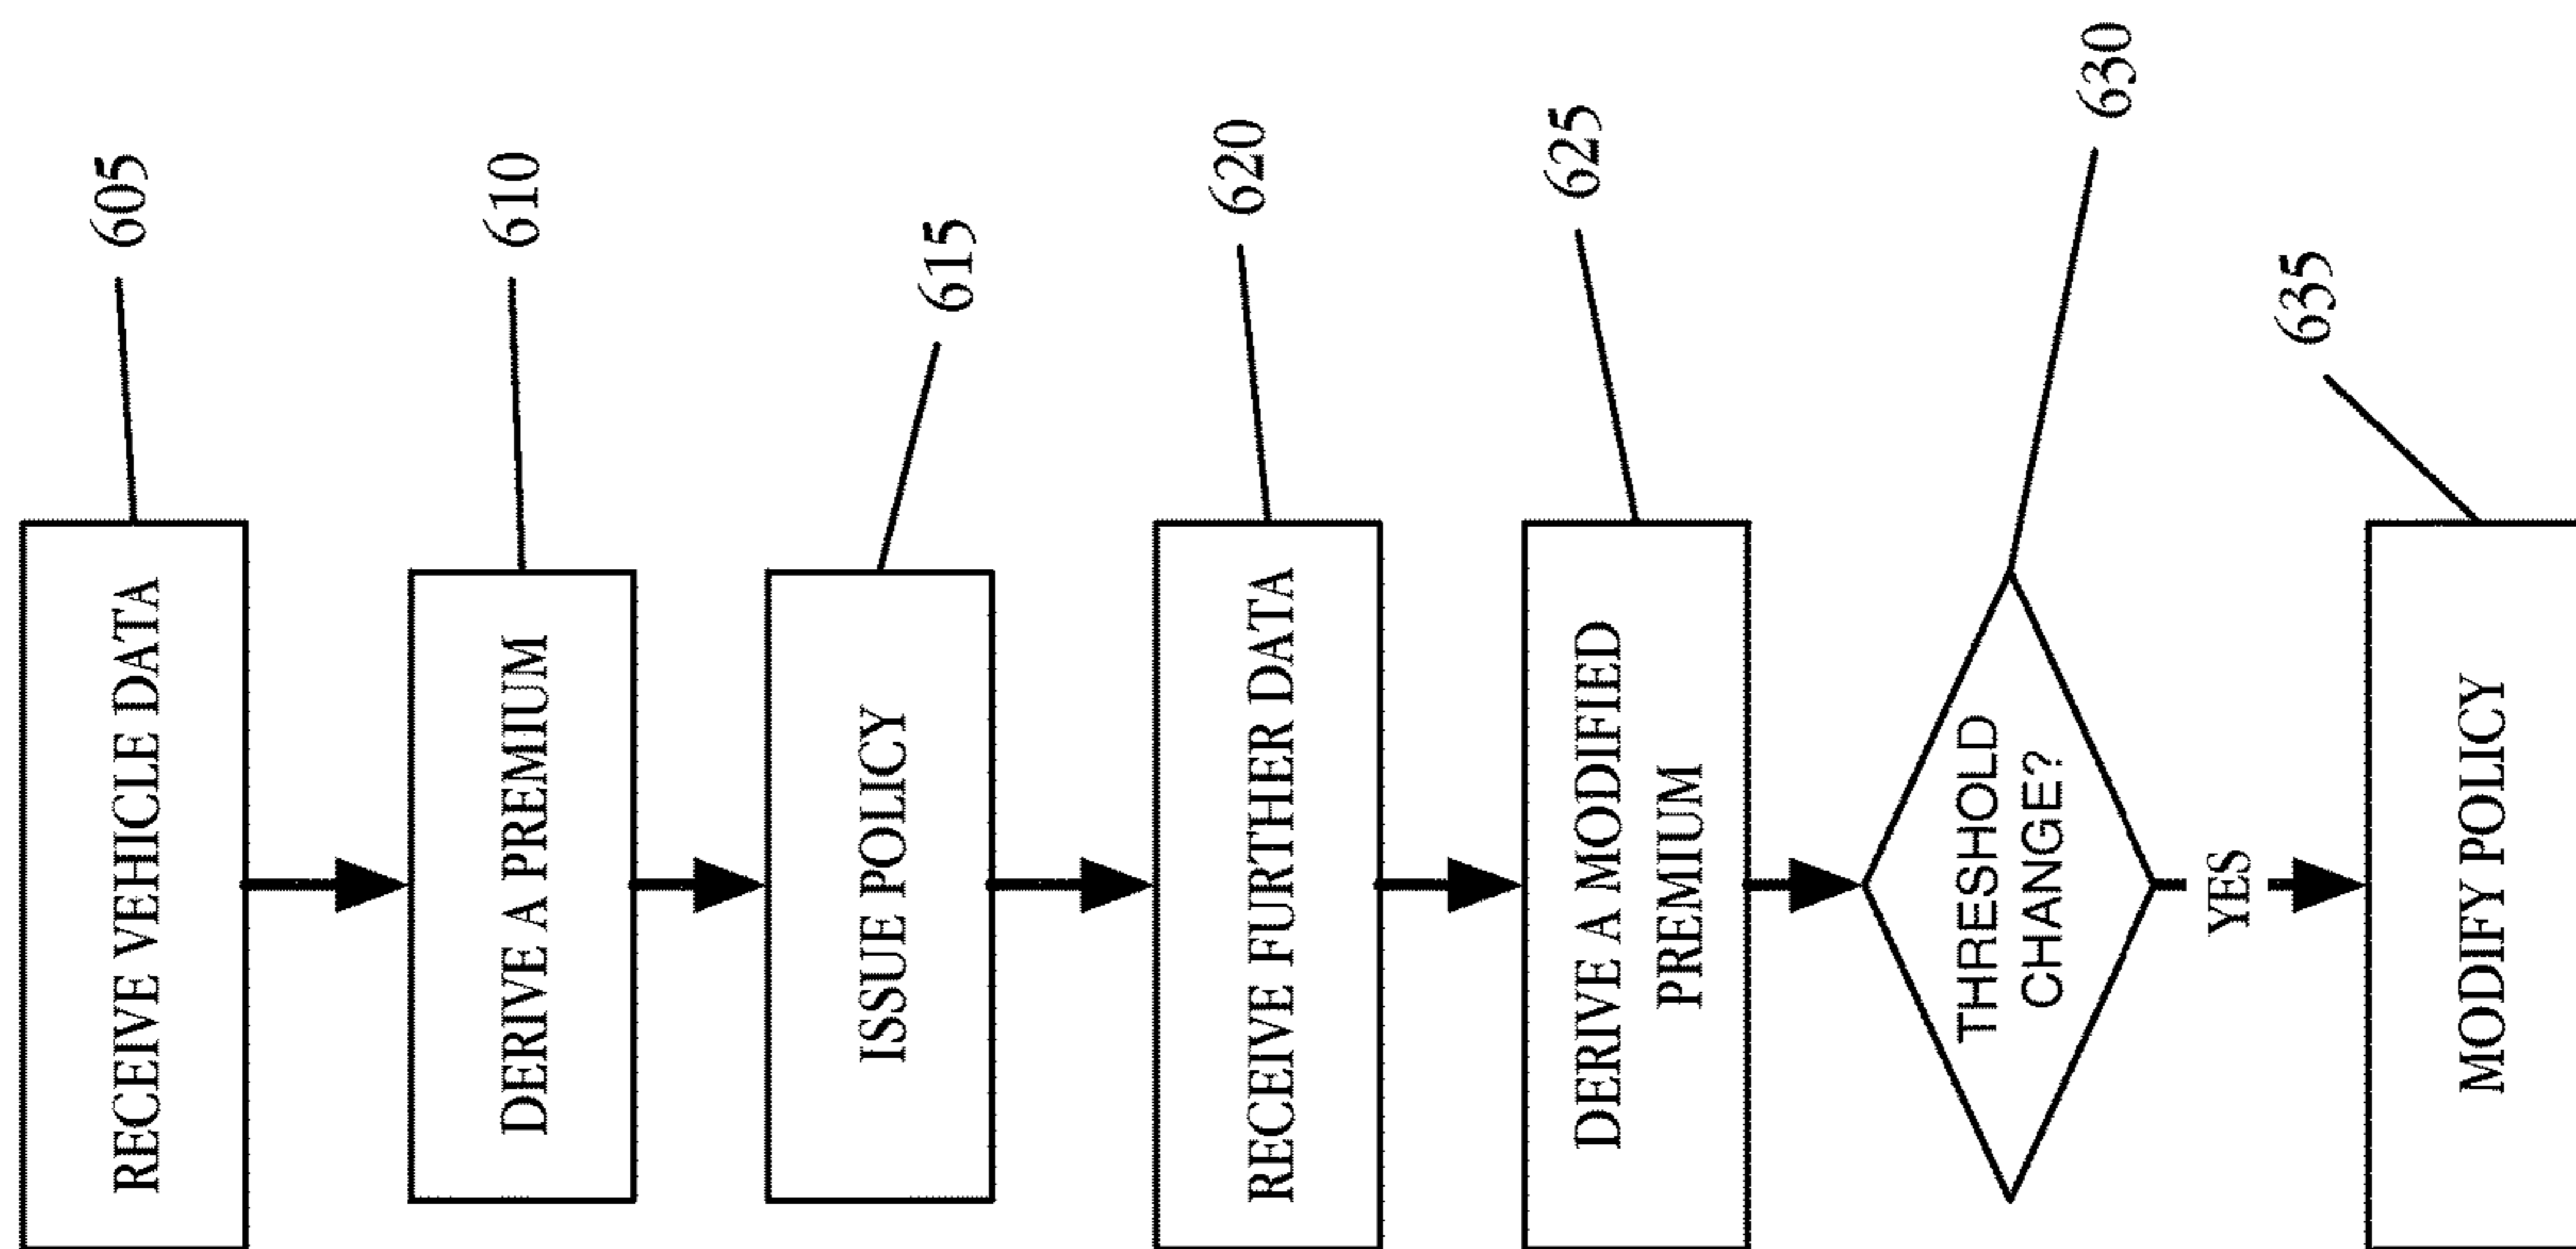 RECEIVE VEHICLE DATA
605
DERIVE A PREMIUM
610
ISSUE POLICY
615
RECEIVE FURTHER DATA
620
DERIVE A MODIFIED
PREMIUM
625
THRESHOLD
CHANGE?
630
YES
MODIFY POLICY
635